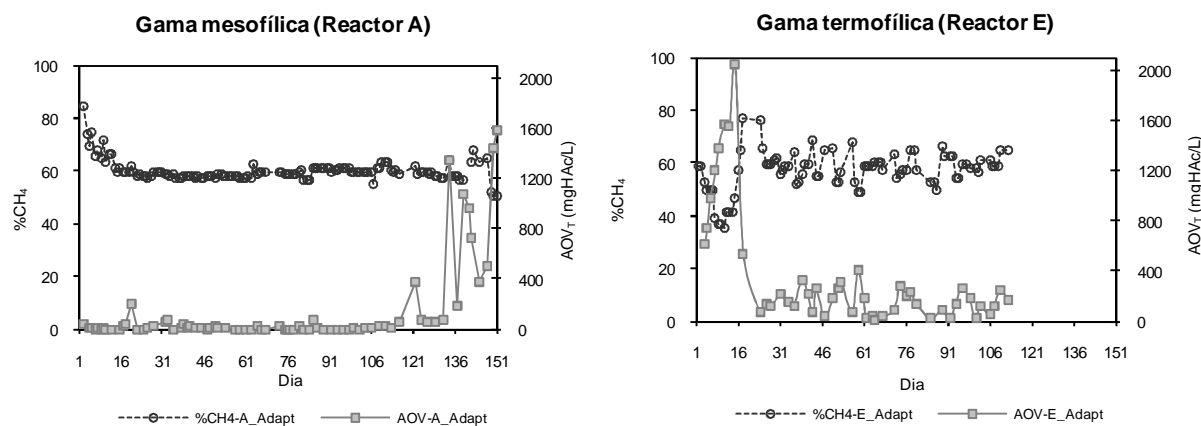 Gama mesofílica (Reactor A)
100
80
60
40
20
0
%CH₄
2000
1600
1200
800
400
0
AOV_T (mgHAc/L)
1 16 31 46 61 76 91 106 121 136 151
Dia
%CH4-A_Adapt AOV-A_Adapt
Gama termofílica (Reactor E)
100
80
60
40
20
0
%CH₄
2000
1600
1200
800
400
0
AOV_T (mgHAc/L)
1 16 31 46 61 76 91 106 121 136 151
Dia
%CH4-E_Adapt AOV-E_Adapt